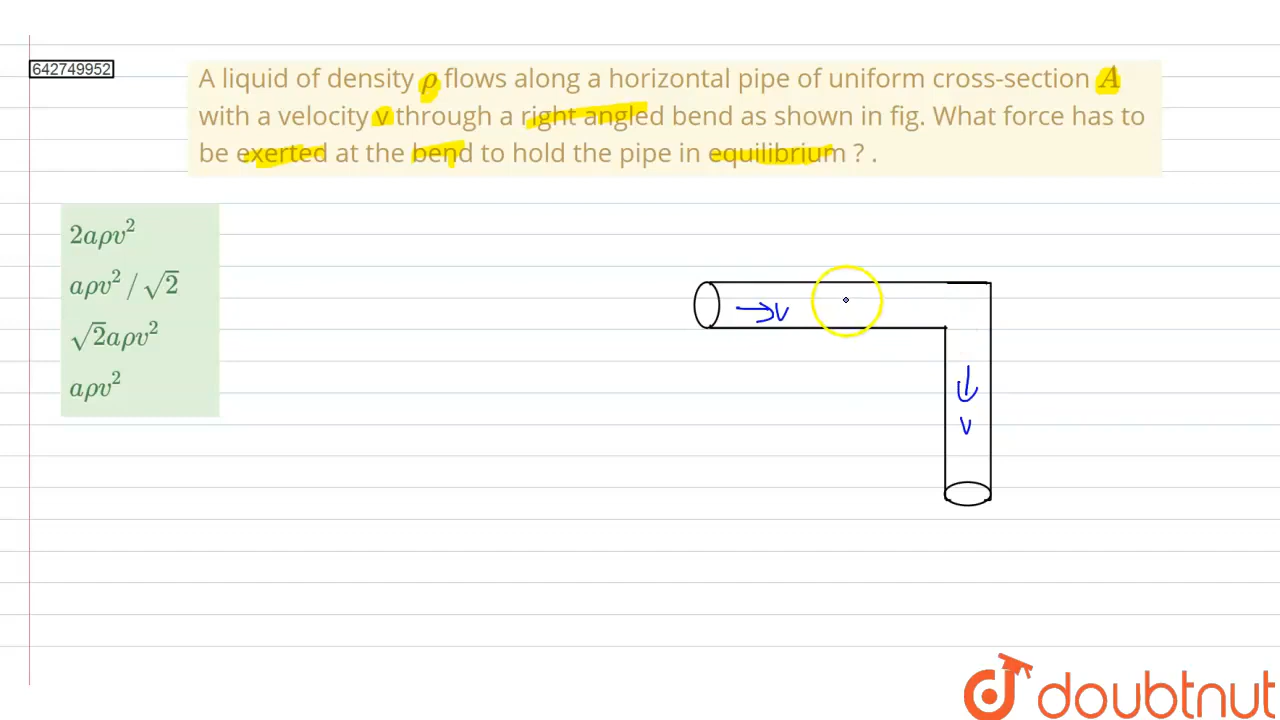 642749952
A liquid of density ρ flows along a horizontal pipe of uniform cross-section A
with a velocity v through a right angled bend as shown in fig. What force has to
be exerted at the bend to hold the pipe in equilibrium ? .
2aρv²
aρv² / √2
√2aρv²
aρv²
→v
↓
v
doubtnut